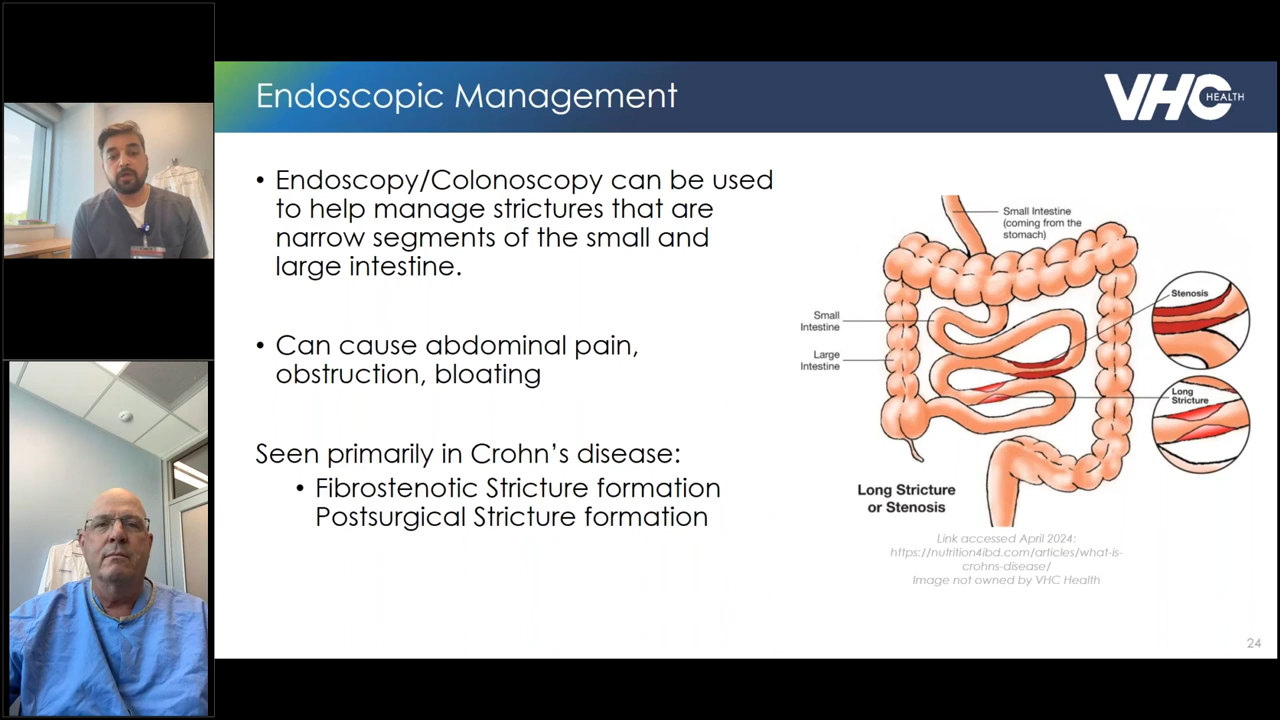 Endoscopic Management
VHC
HEALTH
• Endoscopy/Colonoscopy can be used
to help manage strictures that are
narrow segments of the small and
large intestine.
• Can cause abdominal pain,
obstruction, bloating
Seen primarily in Crohn's disease:
• Fibrostenotic Stricture formation
Postsurgical Stricture formation
Small Intestine
(coming from the
stomach)
Stenosis
Small
Intestine
Large
Intestine
Long
Stricture
Long Stricture
or Stenosis
Link accessed April 2024:
https://nutrition4ibd.com/articles/what-is-
crohns-disease/
Image not owned by VHC Health
24